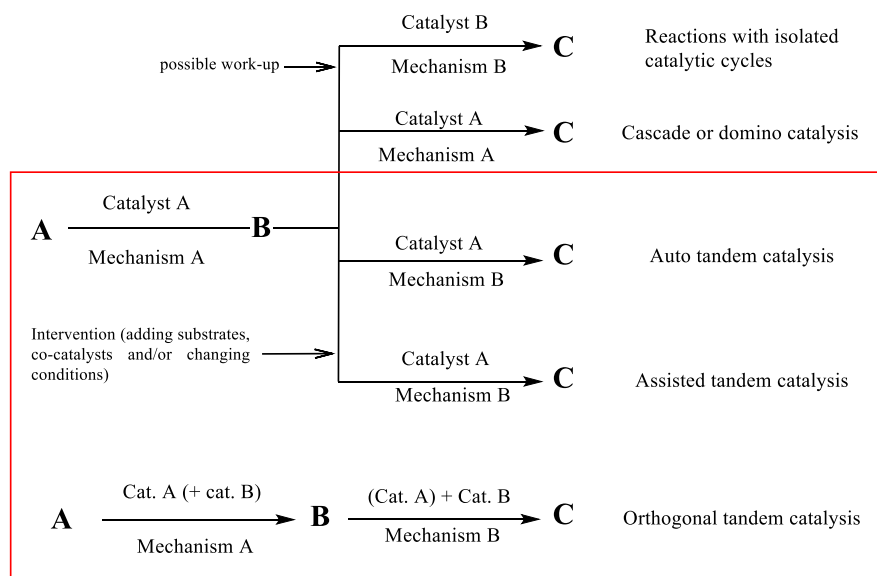 Catalyst B
C
Reactions with isolated
catalytic cycles
possible work-up
Mechanism B
Catalyst A
C
Cascade or domino catalysis
Mechanism A
Catalyst A
A
B
Mechanism A
Catalyst A
C
Auto tandem catalysis
Mechanism B
Intervention (adding substrates,
co-catalysts and/or changing
conditions)
Catalyst A
C
Assisted tandem catalysis
Mechanism B
Cat. A (+ cat. B)
(Cat. A) + Cat. B
A
B
C
Orthogonal tandem catalysis
Mechanism A
Mechanism B